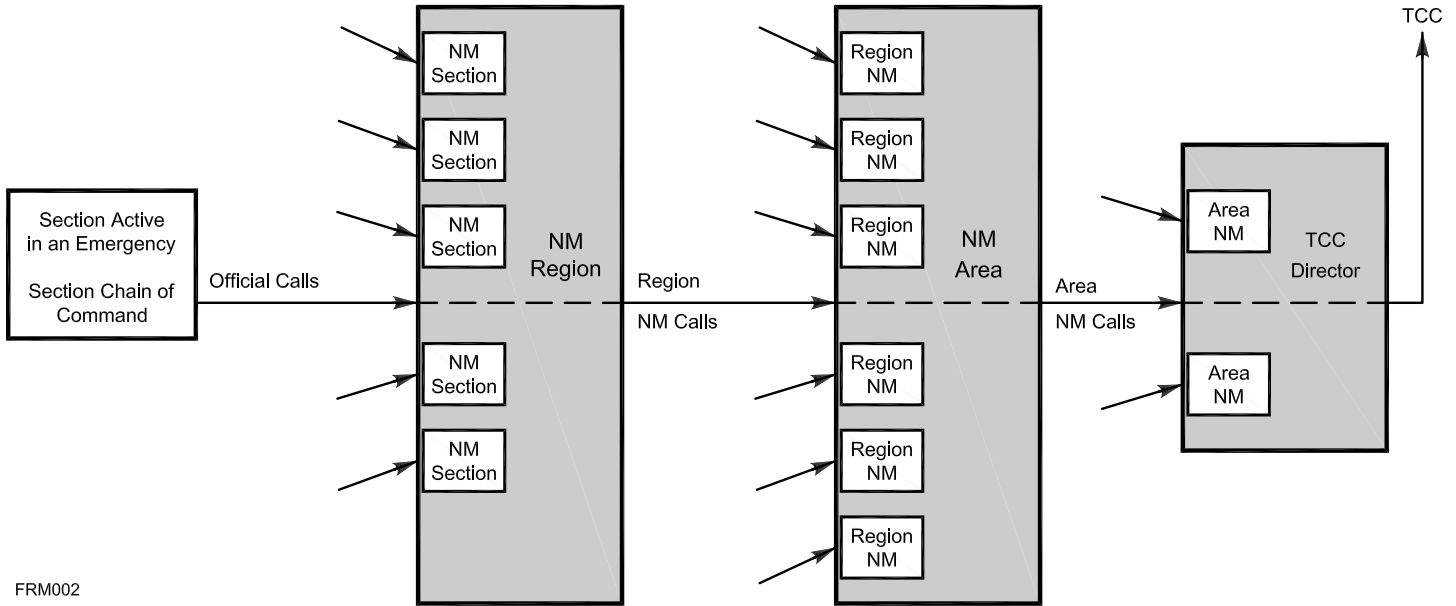 TCC
Section Active
in an Emergency
Section Chain of
Command
Official Calls
NM
Section
NM
Section
NM
Section
NM
Section
NM
Section
NM
Region
Region
NM Calls
Region
NM
Region
NM
Region
NM
Region
NM
Region
NM
Region
NM
NM
Area
Area
NM Calls
Area
NM
Area
NM
TCC
Director
FRM002